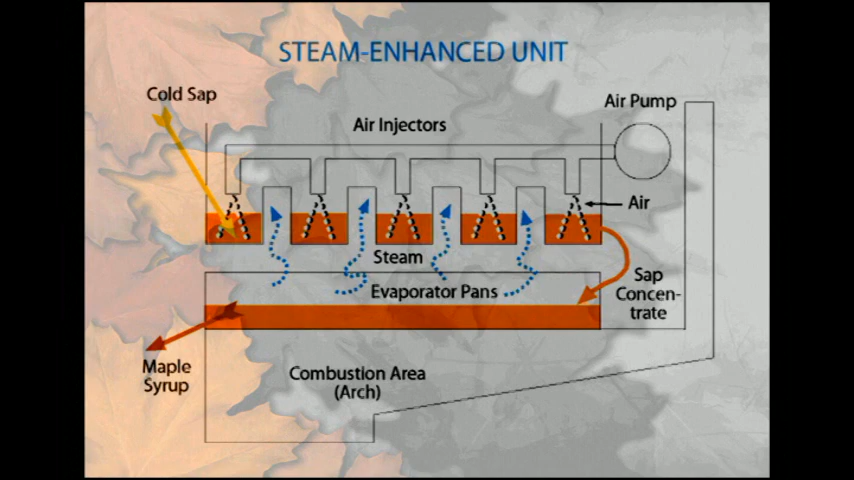 STEAM-ENHANCED UNIT
Cold Sap
Air Pump
Air Injectors
Air
Steam
Evaporator Pans
Sap
Concen-
trate
Maple
Syrup
Combustion Area
(Arch)